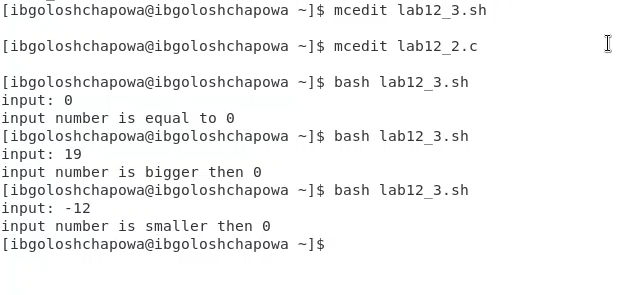 [ibgoloshchapowa@ibgoloshchapowa ~]$ mcedit lab12_3.sh
[ibgoloshchapowa@ibgoloshchapowa ~]$ mcedit lab12_2.c
[ibgoloshchapowa@ibgoloshchapowa ~]$ bash lab12_3.sh
input: 0
input number is equal to 0
[ibgoloshchapowa@ibgoloshchapowa ~]$ bash lab12_3.sh
input: 19
input number is bigger then 0
[ibgoloshchapowa@ibgoloshchapowa ~]$ bash lab12_3.sh
input: -12
input number is smaller then 0
[ibgoloshchapowa@ibgoloshchapowa ~]$